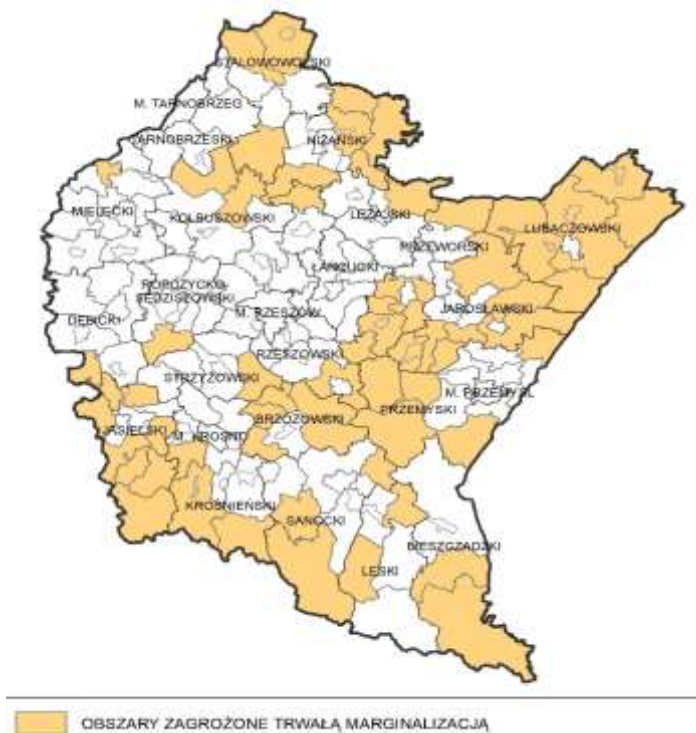 STALOWOWOLSKI
M. TARNOBRZEG
TARNOBRZESKI
NIŻAŃSKI
MIELECKI
KOLBUSZOWSKI
LEŻAJSKI
LUBACZOWSKI
PRZEWORSKI
ŁAŃCUCKI
ROPCZYCKO-
SĘDZISZOWSKI
DĘBICKI
M. RZESZÓW
JAROSŁAWSKI
RZESZOWSKI
STRZYŻOWSKI
M. PRZEMYŚL
BRZOZOWSKI
PRZEMYSKI
JASIELSKI
M. KROSNO
KROŚNIEŃSKI
SANOCKI
BIESZCZADZKI
LESKI
OBSZARY ZAGROŻONE TRWAŁĄ MARGINALIZACJĄ